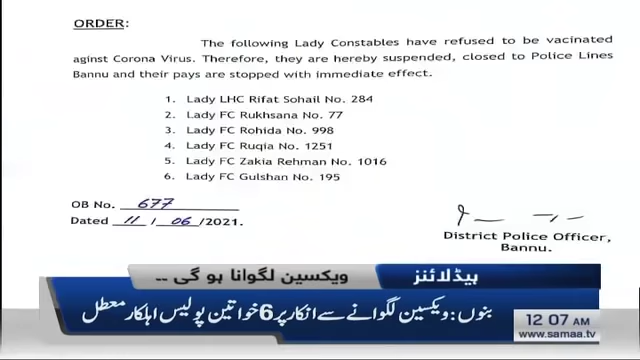 ORDER:
The following Lady Constables have refused to be vacinated
against Corona Virus. Therefore, they are hereby suspended, closed to Police Lines
Bannu and their pays are stopped with immediate effect.
1. Lady LHC Rifat Sohail No. 284
2. Lady FC Rukhsana No. 77
3. Lady FC Rohida No. 998
4. Lady FC Ruqia No. 1251
5. Lady FC Zakia Rehman No. 1016
6. Lady FC Gulshan No. 195
OB No. 677
Dated 11 / 06 /2021.
District Police Officer,
Bannu.
ہیڈلائنز
ویکسین لگوانا ہو گی ..
بنوں: ویکسین لگوانے سے انکار پر 6 خواتین پولیس اہلکار معطل
12 07 AM
www.samaa.tv